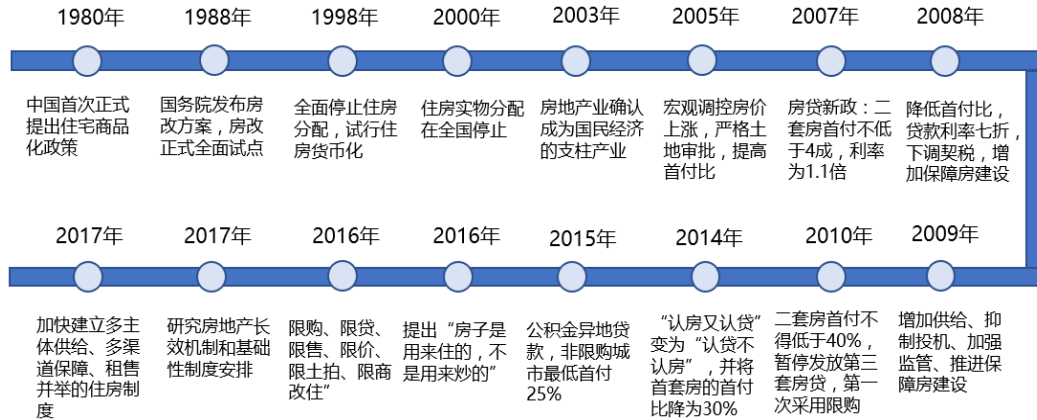 1980年
1988年
1998年
2000年
2003年
2005年
2007年
2008年
中国首次正式
提出住宅商品
化政策
国务院发布房
改方案，房改
正式全面试点
全面停止住房
分配，试行住
房货币化
住房实物分配
在全国停止
房地产业确认
成为国民经济
的支柱产业
宏观调控房价
上涨，严格土
地审批，提高
首付比
房贷新政：二
套房首付不低
于4成，利率
为1.1倍
降低首付比，
贷款利率七折，
下调契税，增
加保障房建设
2017年
2017年
2016年
2016年
2015年
2014年
2010年
2009年
加快建立多主
体供给、多渠
道保障、租售
并举的住房制
度
研究房地产长
效机制和基础
性制度安排
限购、限贷、
限售、限价、
限土拍、限商
改住”
提出“房子是
用来住的，不
是用来炒的”
公积金异地贷
款，非限购城
市最低首付
25%
“认房又认贷”
变为“认贷不
认房”，并将
首套房的首付
比降为30%
二套房首付不
得低于40%，
暂停发放第三
套房贷，第一
次采用限购
增加供给、抑
制投机、加强
监管、推进保
障房建设